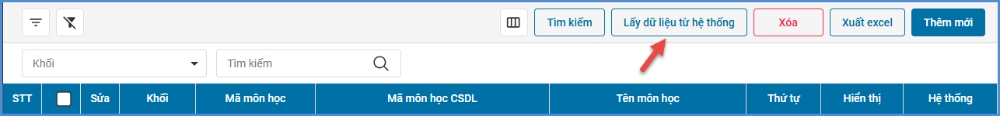 Tìm kiếm Lấy dữ liệu từ hệ thống Xóa Xuất excel Thêm mới
Khối Tìm kiếm
STT Sửa Khối Mã môn học Mã môn học CSDL Tên môn học Thứ tự Hiển thị Hệ thống